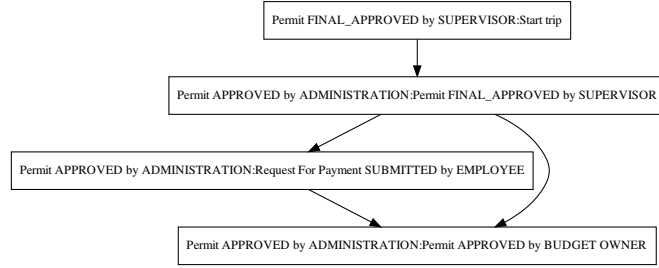 Permit FINAL_APPROVED by SUPERVISOR:Start trip
Permit APPROVED by ADMINISTRATION:Permit FINAL_APPROVED by SUPERVISOR
Permit APPROVED by ADMINISTRATION:Request For Payment SUBMITTED by EMPLOYEE
Permit APPROVED by ADMINISTRATION:Permit APPROVED by BUDGET OWNER